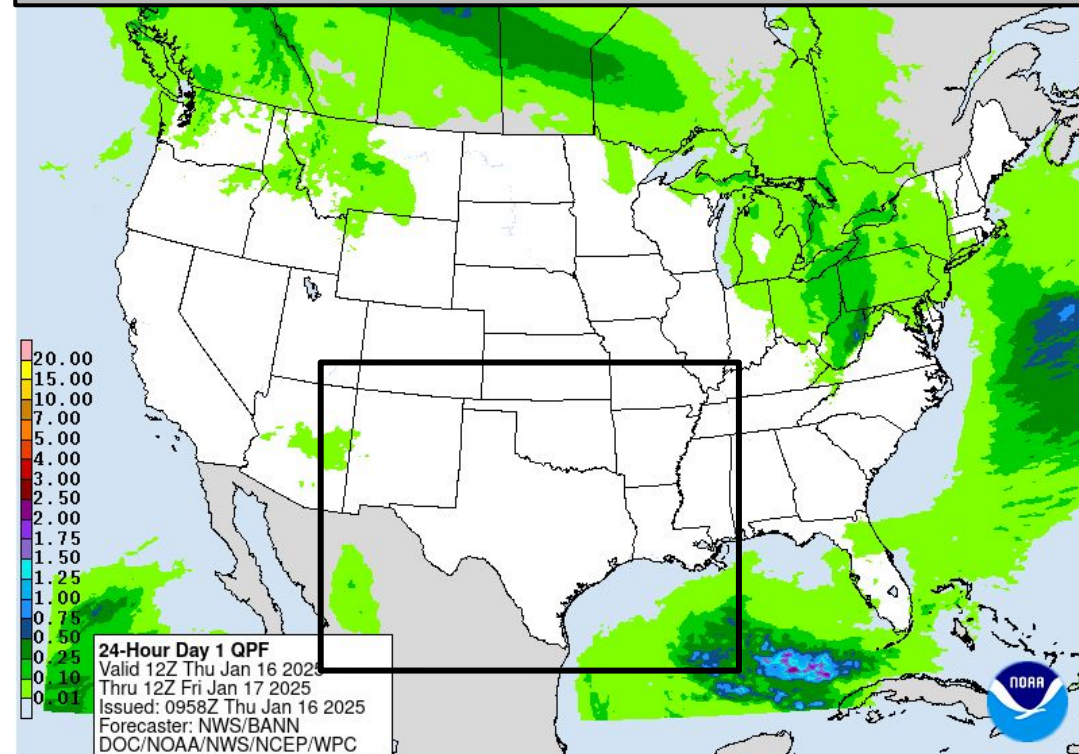 20.00
15.00
10.00
7.00
5.00
4.00
3.00
2.50
2.00
1.75
1.50
1.25
1.00
0.75
0.50
0.25
0.10
0.01
24-Hour Day 1 QPF
Valid 12Z Thu Jan 16 2025
Thru 12Z Fri Jan 17 2025
Issued: 0958Z Thu Jan 16 2025
Forecaster: NWS/BANN
DOC/NOAA/NWS/NCEP/WPC
NOAA